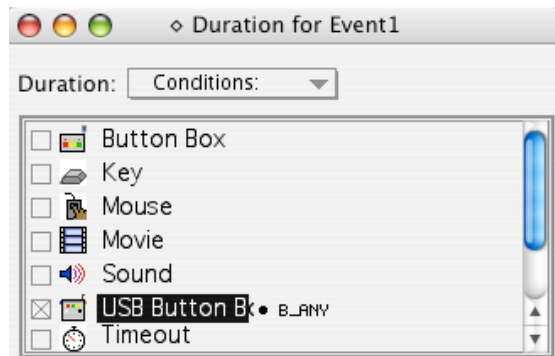 ◇ Duration for Event1
Duration: Conditions:
Button Box
Key
Mouse
Movie
Sound
USB Button B • B_ANY
Timeout